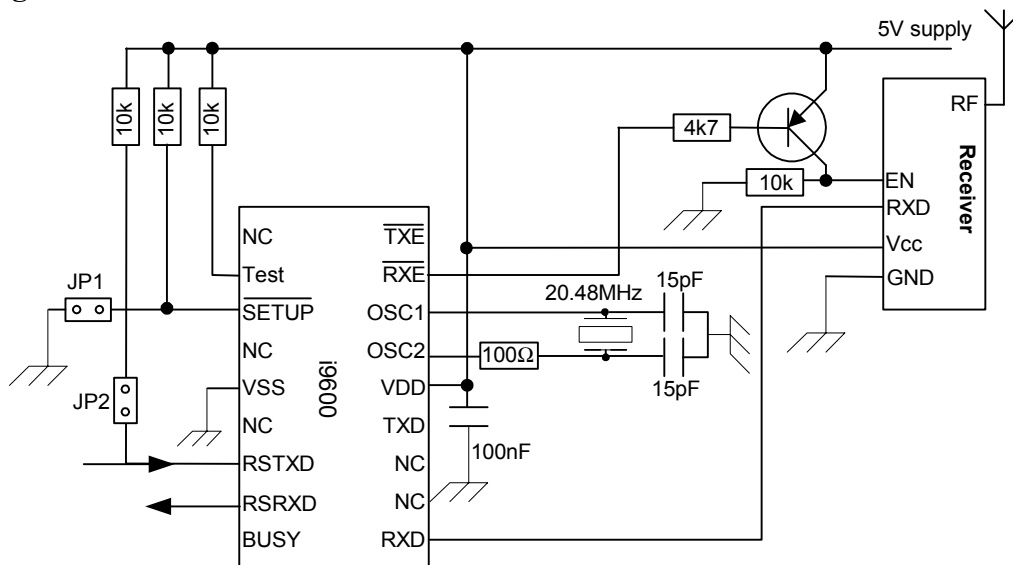 5V supply
10k
10k
10k
4k7
RF
Receiver
10k
EN
RXD
Vcc
GND
NC
TXE
Test
RXE
JP1
15pF
20.48MHz
SETUP
OSC1
NC
OSC2
100Ω
i9600
VSS
VDD
15pF
JP2
NC
TXD
100nF
RSTXD
NC
RSRXD
NC
BUSY
RXD